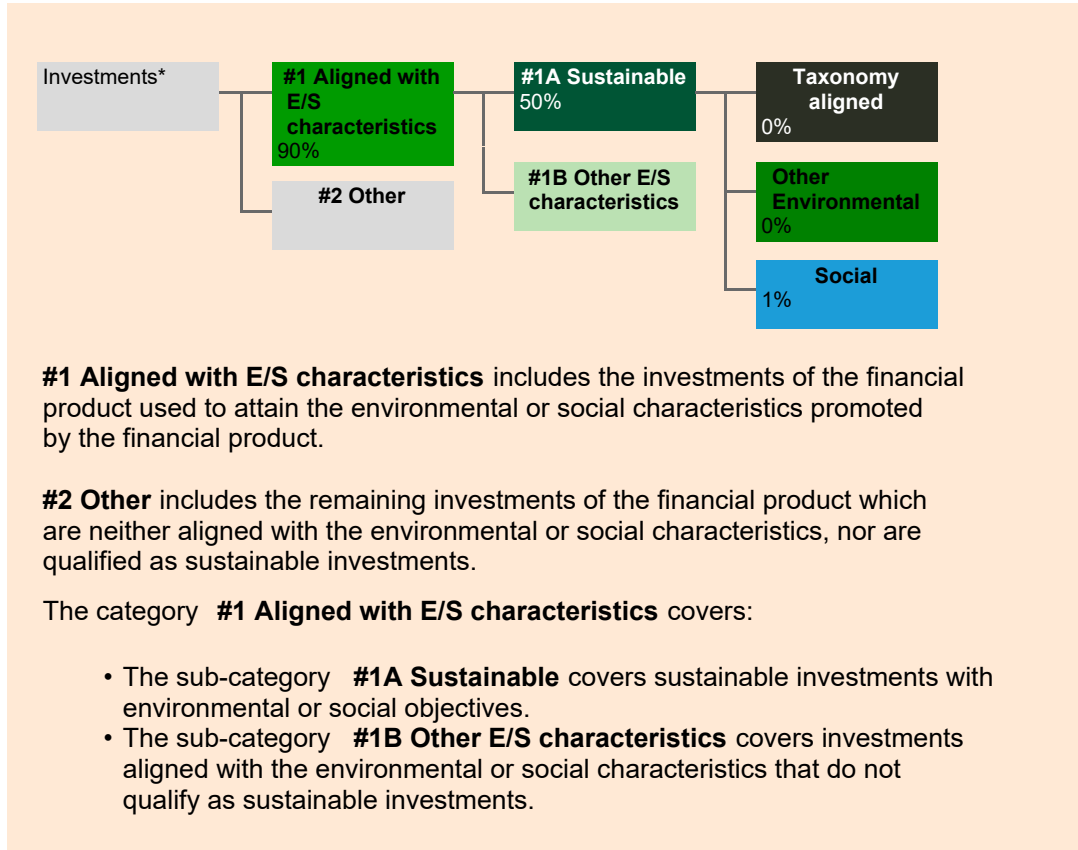 Investments*
#1 Aligned with
E/S
characteristics
90%
#2 Other
#1A Sustainable
50%
#1B Other E/S
characteristics
Taxonomy
aligned
0%
Other
Environmental
0%
Social
1%
#1 Aligned with E/S characteristics includes the investments of the financial
product used to attain the environmental or social characteristics promoted
by the financial product.
#2 Other includes the remaining investments of the financial product which
are neither aligned with the environmental or social characteristics, nor are
qualified as sustainable investments.
The category #1 Aligned with E/S characteristics covers:
• The sub-category #1A Sustainable covers sustainable investments with
environmental or social objectives.
• The sub-category #1B Other E/S characteristics covers investments
aligned with the environmental or social characteristics that do not
qualify as sustainable investments.